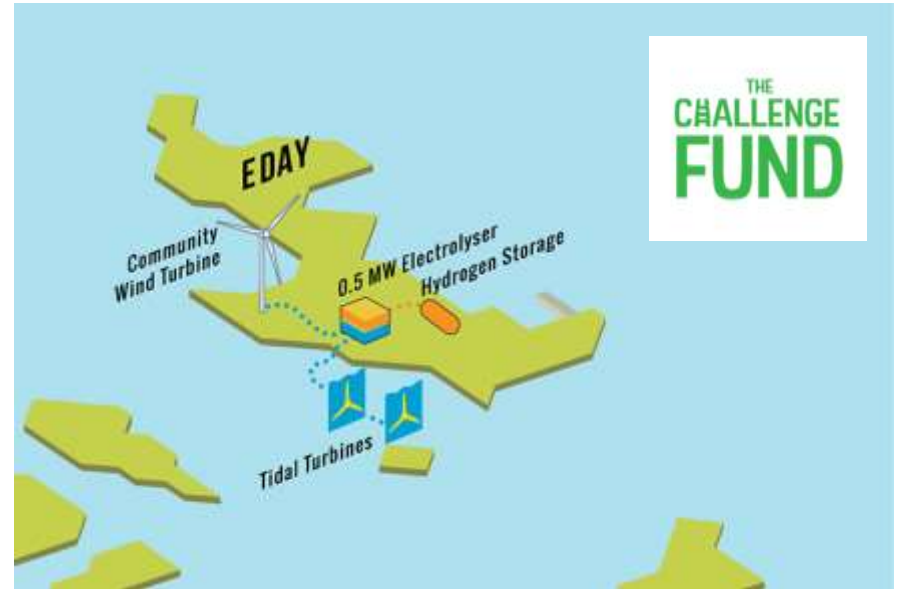 THE
CHALLENGE
FUND
EDAY
Community
Wind Turbine
0.5 MW Electrolyser
Hydrogen Storage
Tidal Turbines